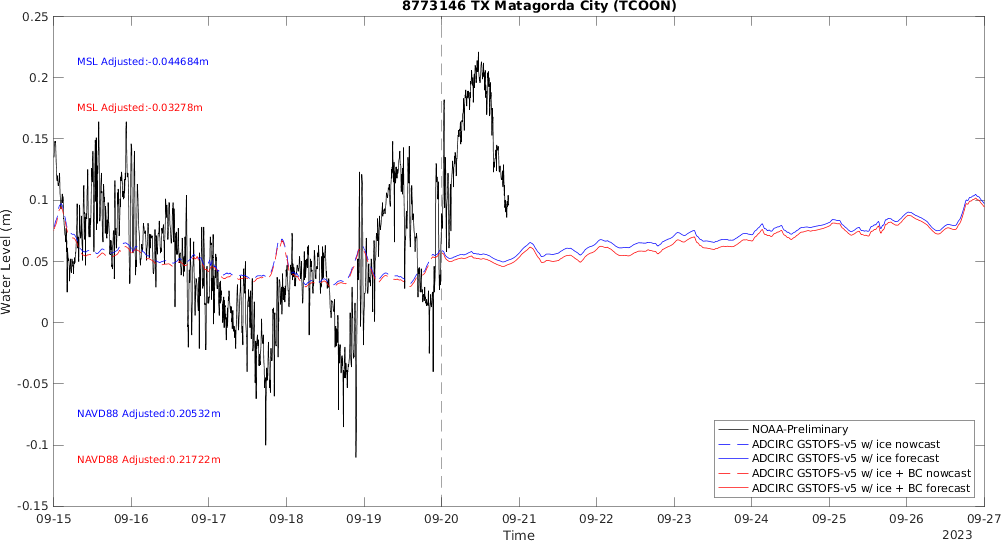 8773146 TX Matagorda City (TCOON)
0.25
0.2
0.15
0.1
0.05
0
-0.05
-0.1
-0.15
Water Level (m)
MSL Adjusted:-0.044684m
MSL Adjusted:-0.03278m
NAVD88 Adjusted:0.20532m
NAVD88 Adjusted:0.21722m
NOAA-Preliminary
ADCIRC GSTOFS-v5 w/ ice nowcast
ADCIRC GSTOFS-v5 w/ ice forecast
ADCIRC GSTOFS-v5 w/ ice + BC nowcast
ADCIRC GSTOFS-v5 w/ ice + BC forecast
09-15 09-16 09-17 09-18 09-19 09-20 09-21 09-22 09-23 09-24 09-25 09-26 09-27
Time
2023